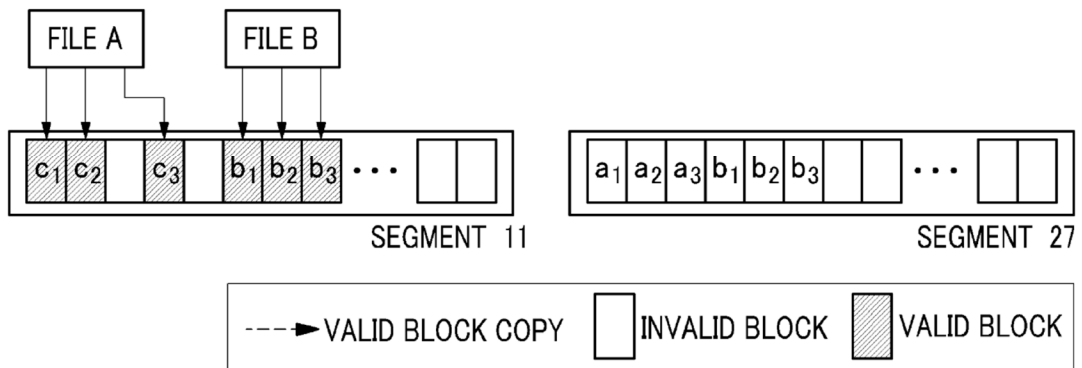 FILE A FILE B
c₁ c₂ c₃ b₁ b₂ b₃ ••• a₁ a₂ a₃ b₁ b₂ b₃ •••
SEGMENT 11 SEGMENT 27
VALID BLOCK COPY INVALID BLOCK VALID BLOCK